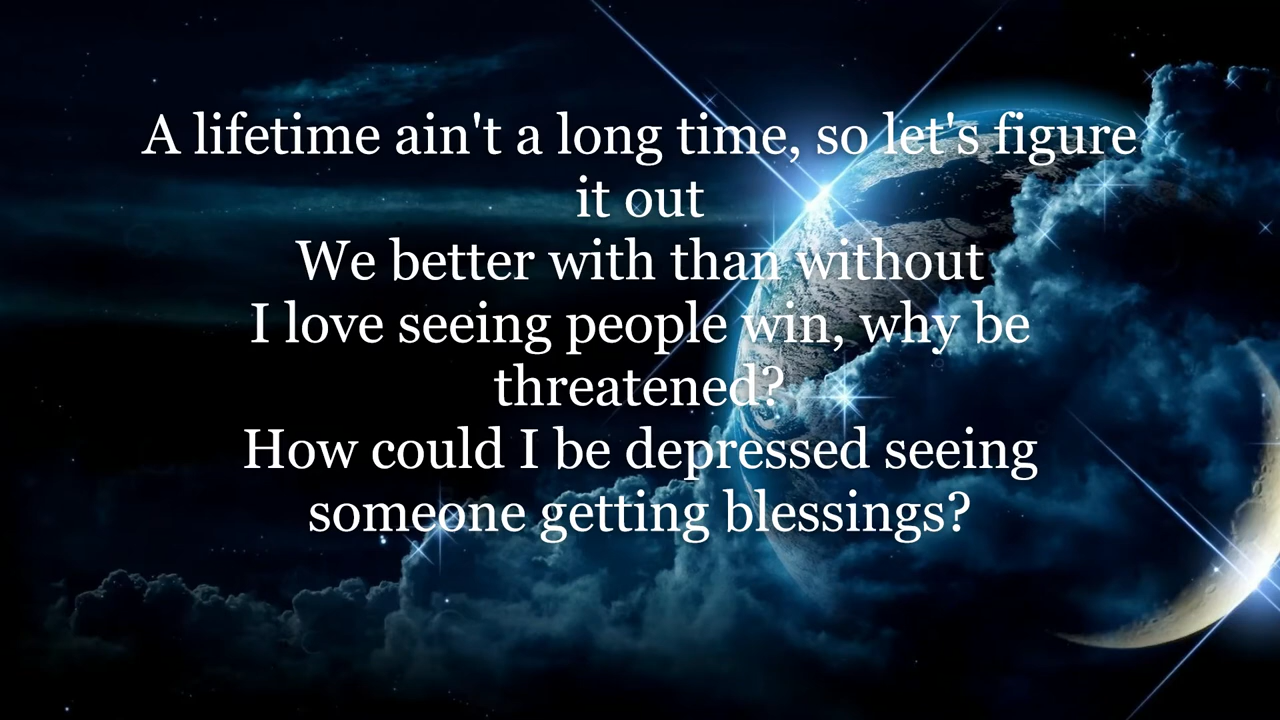 A lifetime ain't a long time, so let's figure
it out
We better with than without
I love seeing people win, why be
threatened?
How could I be depressed seeing
someone getting blessings?